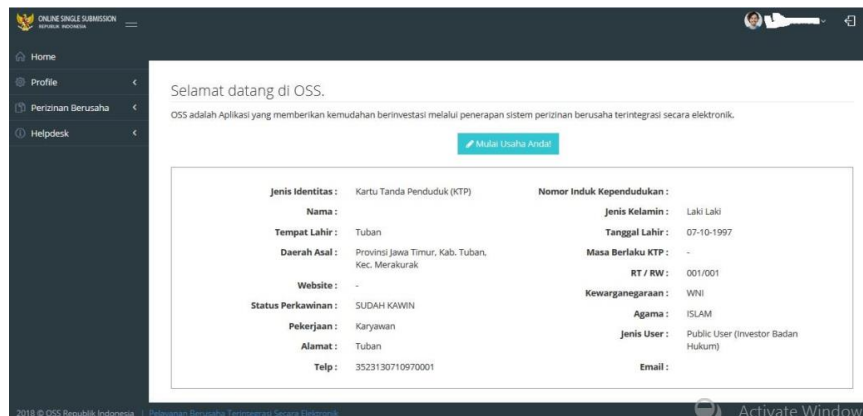 ONLINE SINGLE SUBMISSION
REPUBLIK INDONESIA
Home
Profile
Perizinan Berusaha
Helpdesk
Selamat datang di OSS.
OSS adalah Aplikasi yang memberikan kemudahan berinvestasi melalui penerapan sistem perizinan berusaha terintegrasi secara elektronik.
Mulai Usaha Anda!
Jenis Identitas : Kartu Tanda Penduduk (KTP)
Nama :
Tempat Lahir : Tuban
Daerah Asal : Provinsi Jawa Timur, Kab. Tuban,
Kec. Merakurak
Website : -
Status Perkawinan : SUDAH KAWIN
Pekerjaan : Karyawan
Alamat : Tuban
Telp : 3523130710970001
Nomor Induk Kependudukan :
Jenis Kelamin : Laki Laki
Tanggal Lahir : 07-10-1997
Masa Berlaku KTP : -
RT / RW : 001/001
Kewarganegaraan : WNI
Agama : ISLAM
Jenis User : Public User (Investor Badan
Hukum)
Email :
2018 © OSS Republik Indonesia | Pelayanan Berusaha Terintegrasi Secara Elektronik
Activate Window